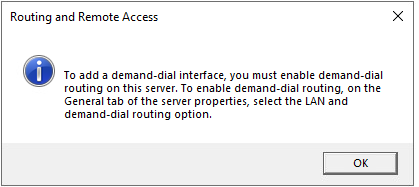 Routing and Remote Access
To add a demand-dial interface, you must enable demand-dial
routing on this server. To enable demand-dial routing, on the
General tab of the server properties, select the LAN and
demand-dial routing option.
OK